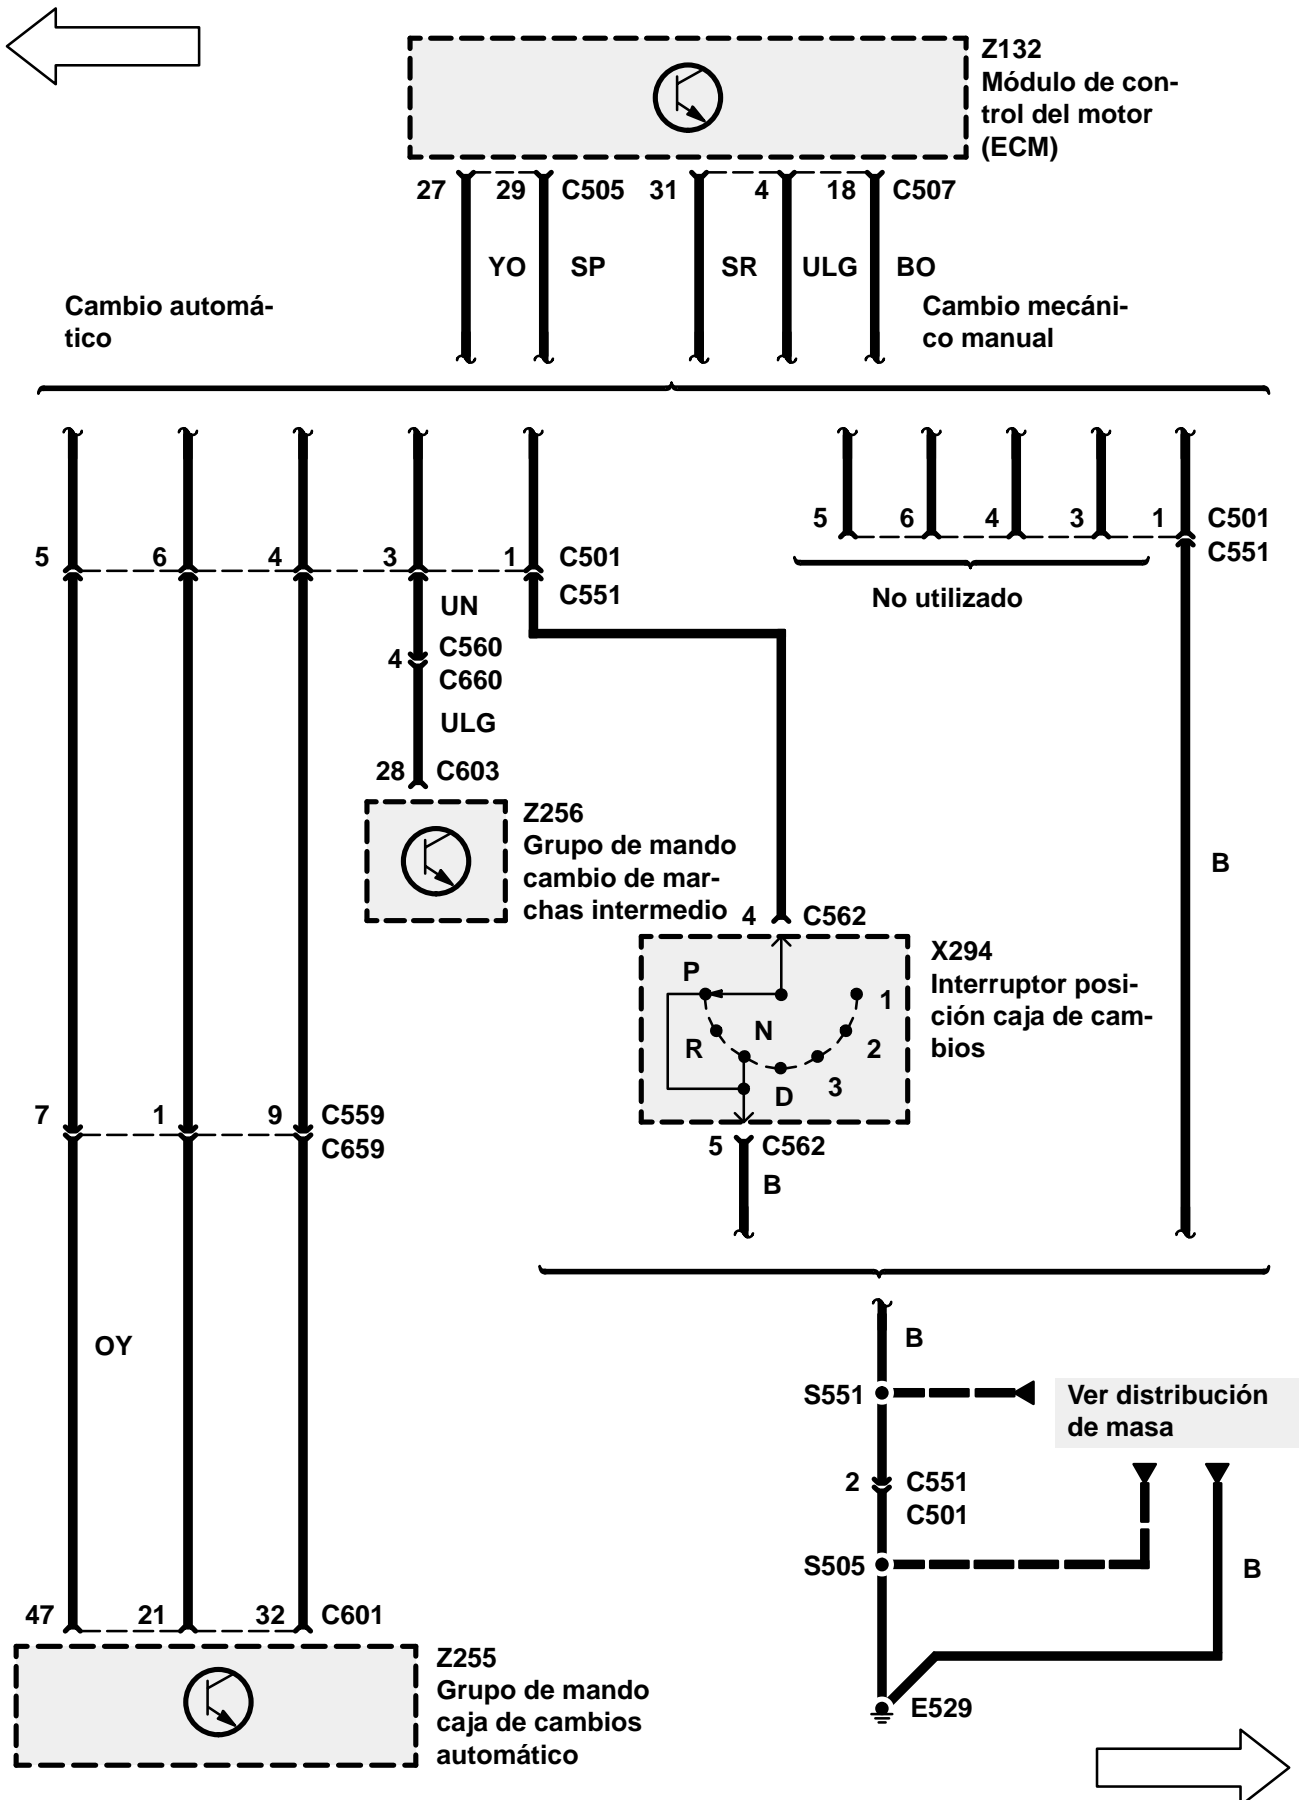 Z132
Módulo de con-
trol del motor
(ECM)
27 29 C505 31 4 18 C507
YO SP SR ULG BO
Cambio automá-
tico
Cambio mecáni-
co manual
5 6 4 3 1 C501
C551
No utilizado
5 6 4 3 1 C501
C551
UN
4 C560
C660
ULG
28 C603
Z256
Grupo de mando
cambio de mar-
chas intermedio
B
4 C562
X294
Interruptor posi-
ción caja de cam-
bios
P
1
N
R
2
D
3
7 1 9 C559
C659
5 C562
B
OY
B
S551
Ver distribución
de masa
2 C551
C501
S505
B
47 21 32 C601
Z255
Grupo de mando
caja de cambios
automático
E529